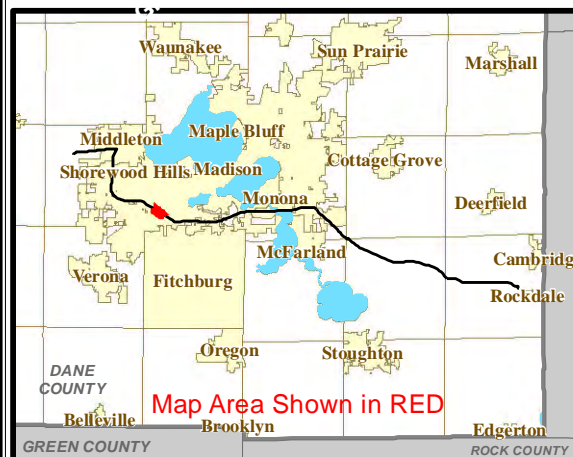 Waunakee
Sun Prairie
Marshall
Middleton
Maple Bluff
Shorewood Hills
Madison
Cottage Grove
Monona
Deerfield
McFarland
Cambridg
Verona
Fitchburg
Rockdale
Oregon
Stoughton
DANE
COUNTY
Map Area Shown in RED
Belleville
Brooklyn
Edgerton
GREEN COUNTY
ROCK COUNTY